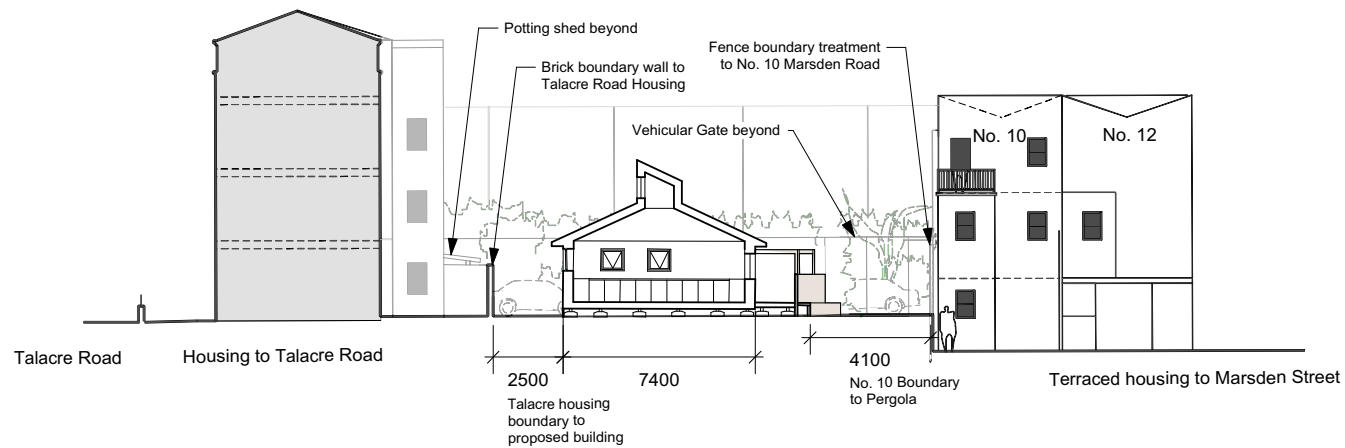 Potting shed beyond
Brick boundary wall to
Talacre Road Housing
Fence boundary treatment
to No. 10 Marsden Road
Vehicular Gate beyond
No. 10
No. 12
Talacre Road
Housing to Talacre Road
2500
Talacre housing
boundary to
proposed building
7400
4100
No. 10 Boundary
to Pergola
Terraced housing to Marsden Street